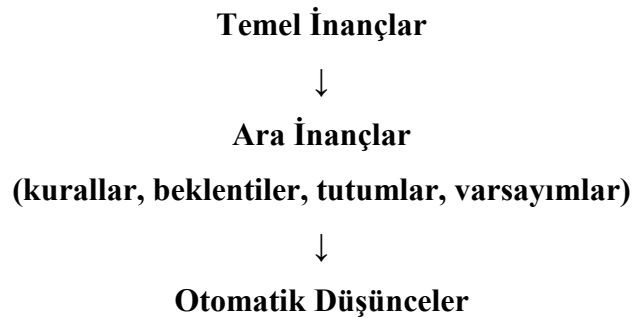 Temel İnançlar
↓
Ara İnançlar
(kurallar, beklentiler, tutumlar, varsayımlar)
↓
Otomatik Düşünceler